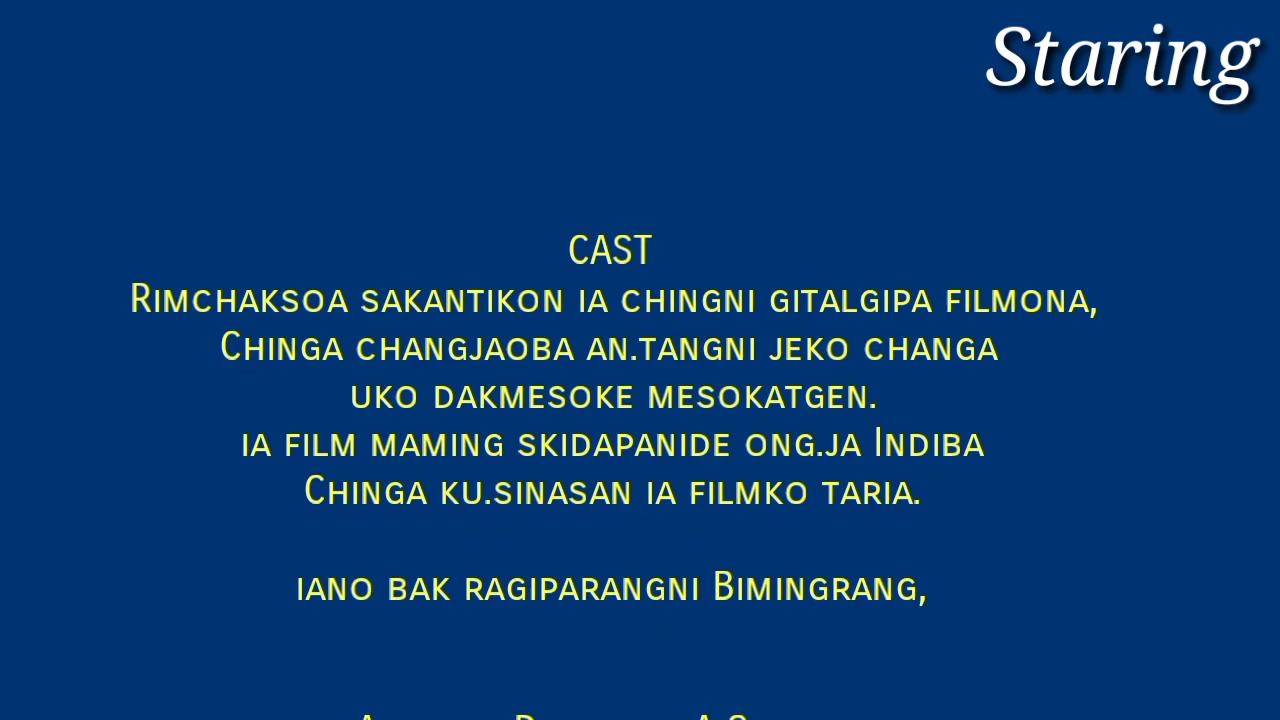 Staring
CAST
Rimchaksoa sakantikon ia chingni gitalgipa filmona,
Chinga changjaoba an.tangni jeko changa
uko dakmesoke mesokatgen.
ia film maming skidapanide ong.ja Indiba
Chinga ku.sinasan ia filmko taria.
iano bak ragiparangni Bimingrang,